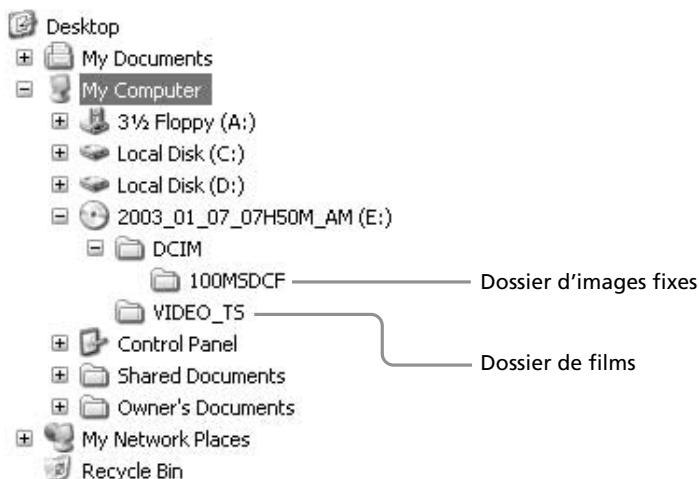 Desktop
My Documents
My Computer
3½ Floppy (A:)
Local Disk (C:)
Local Disk (D:)
2003_01_07_07H50M_AM (E:)
DCIM
100MSDCF
Dossier d’images fixes
VIDEO_TS
Control Panel
Dossier de films
Shared Documents
Owner's Documents
My Network Places
Recycle Bin